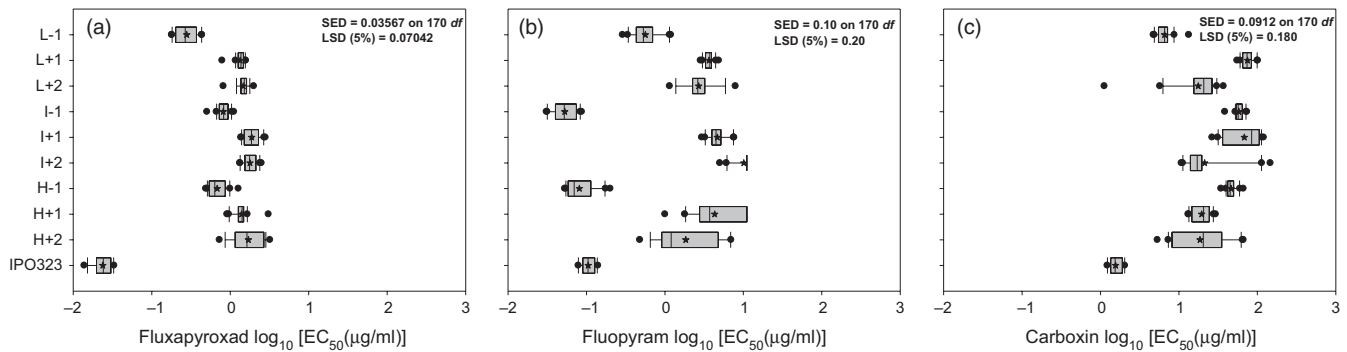 (a)
SED = 0.03567 on 170 df
LSD (5%) = 0.07042
(b)
SED = 0.10 on 170 df
LSD (5%) = 0.20
(c)
SED = 0.0912 on 170 df
LSD (5%) = 0.180
L-1
L+1
L+2
I-1
I+1
I+2
H-1
H+1
H+2
IPO323
–2 –1 0 1 2 3
–2 –1 0 1 2 3
–2 –1 0 1 2 3
Fluxapyroxad log10 [EC50(µg/ml)]
Fluopyram log10 [EC50(µg/ml)]
Carboxin log10 [EC50(µg/ml)]